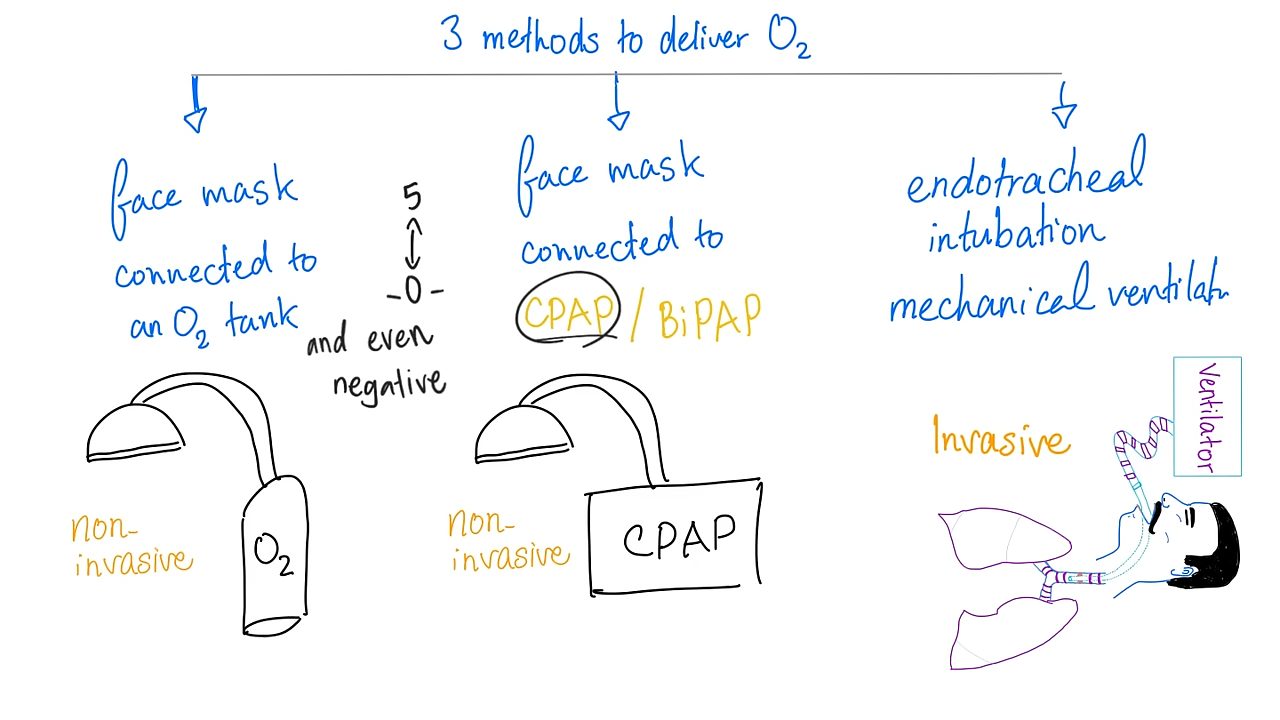 3 methods to deliver O₂
face mask
connected to
an O₂ tank
5
-0-
and even
negative
face mask
connected to
CPAP / BiPAP
endotracheal
intubation
mechanical ventilator
non-
invasive
O₂
non-
invasive
CPAP
Invasive
Ventilator